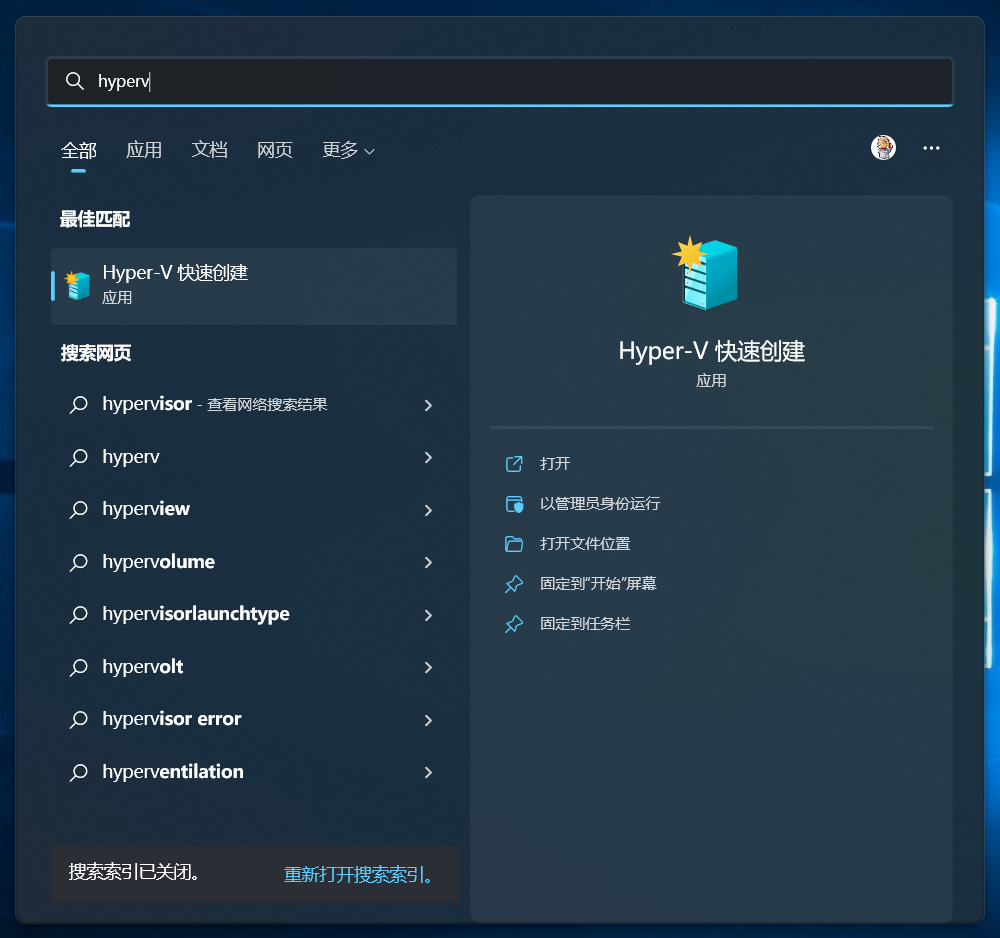 hyperv
全部 应用 文档 网页 更多
最佳匹配
Hyper-V 快速创建
应用
搜索网页
hypervisor - 查看网络搜索结果
hyperv
hyperview
hypervolume
hypervisorlaunchtype
hypervolt
hypervisor error
hyperventilation
搜索索引已关闭。 重新打开搜索索引。
Hyper-V 快速创建
应用
打开
以管理员身份运行
打开文件位置
固定到"开始"屏幕
固定到任务栏